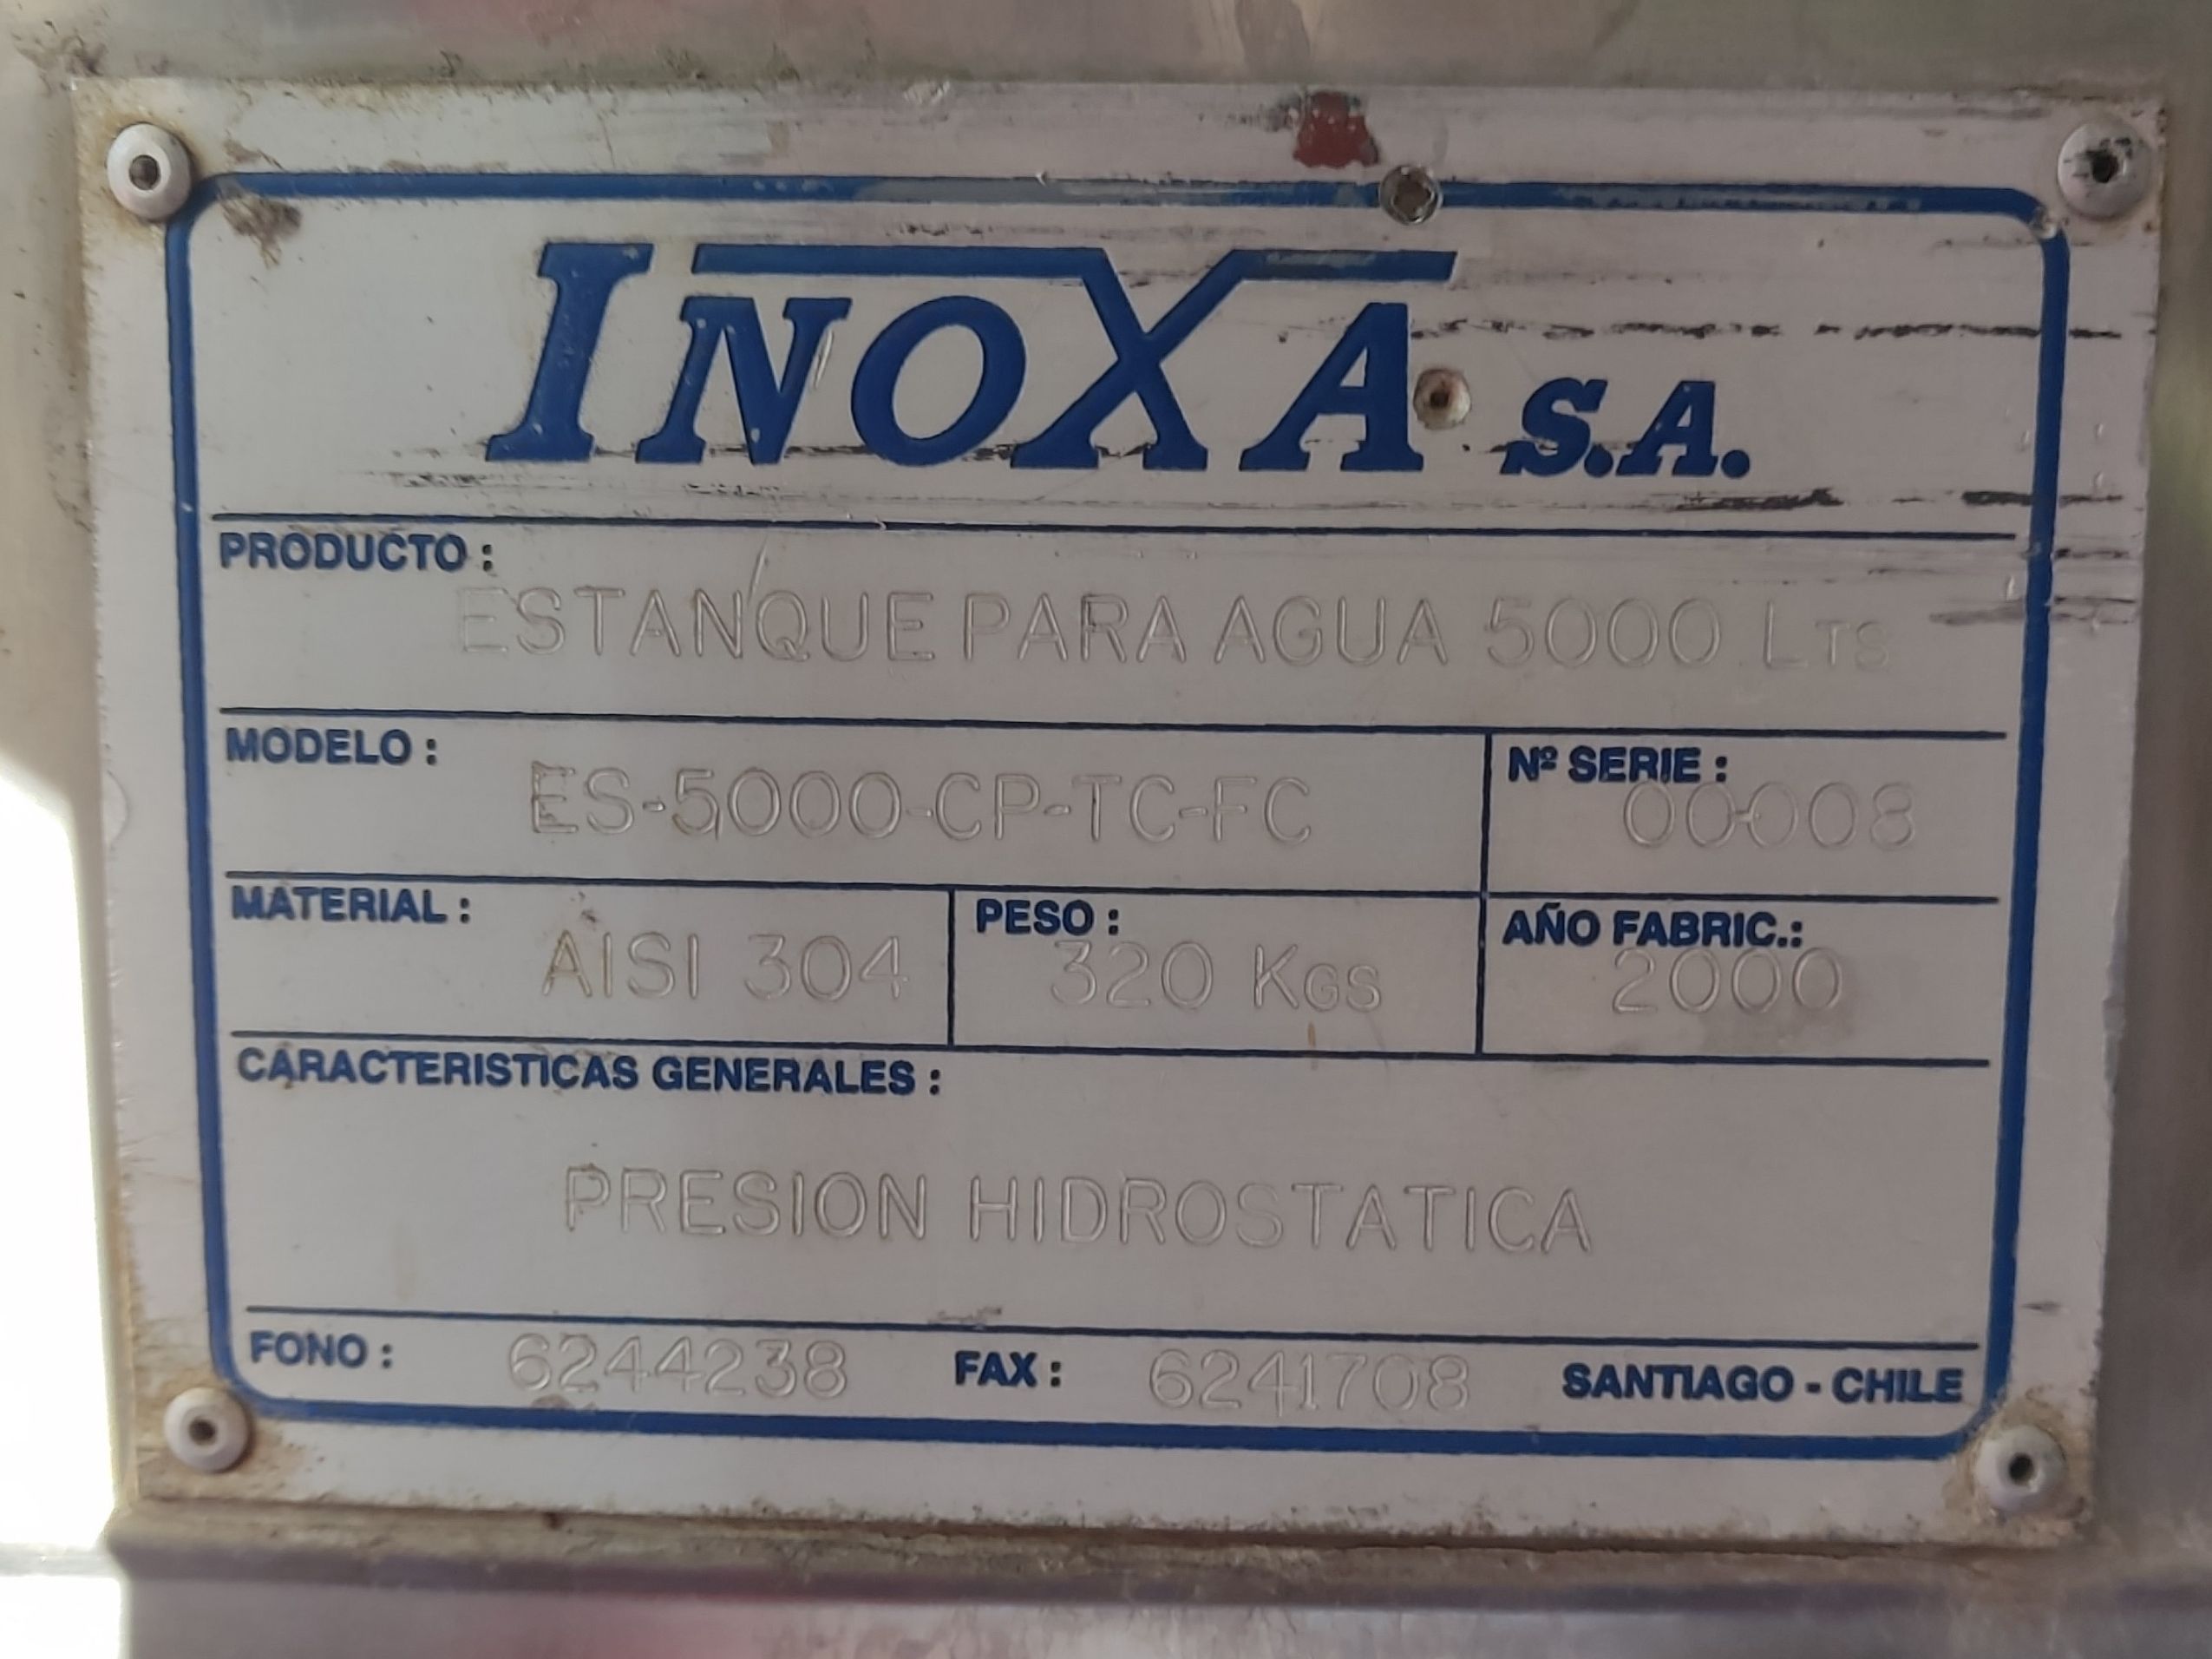 INOXA S.A.
PRODUCTO :
ESTANQUE PARA AGUA 5000 LTS
MODELO :
ES-5000-CP-TC-FC
Nº SERIE :
00008
MATERIAL :
AISI 304
PESO :
320 KGS
AÑO FABRIC.:
2000
CARACTERISTICAS GENERALES :
PRESION HIDROSTATICA
FONO : 6244238 FAX : 6241708 SANTIAGO - CHILE